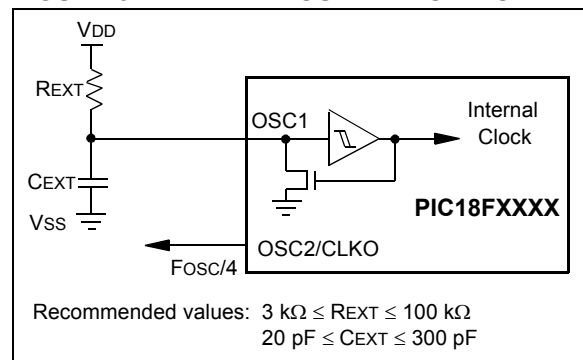 VDD
REXT
OSC1
Internal
Clock
CEXT
PIC18FXXXX
VSS
OSC2/CLKO
FOSC/4
Recommended values: 3 kΩ ≤ REXT ≤ 100 kΩ
20 pF ≤ CEXT ≤ 300 pF